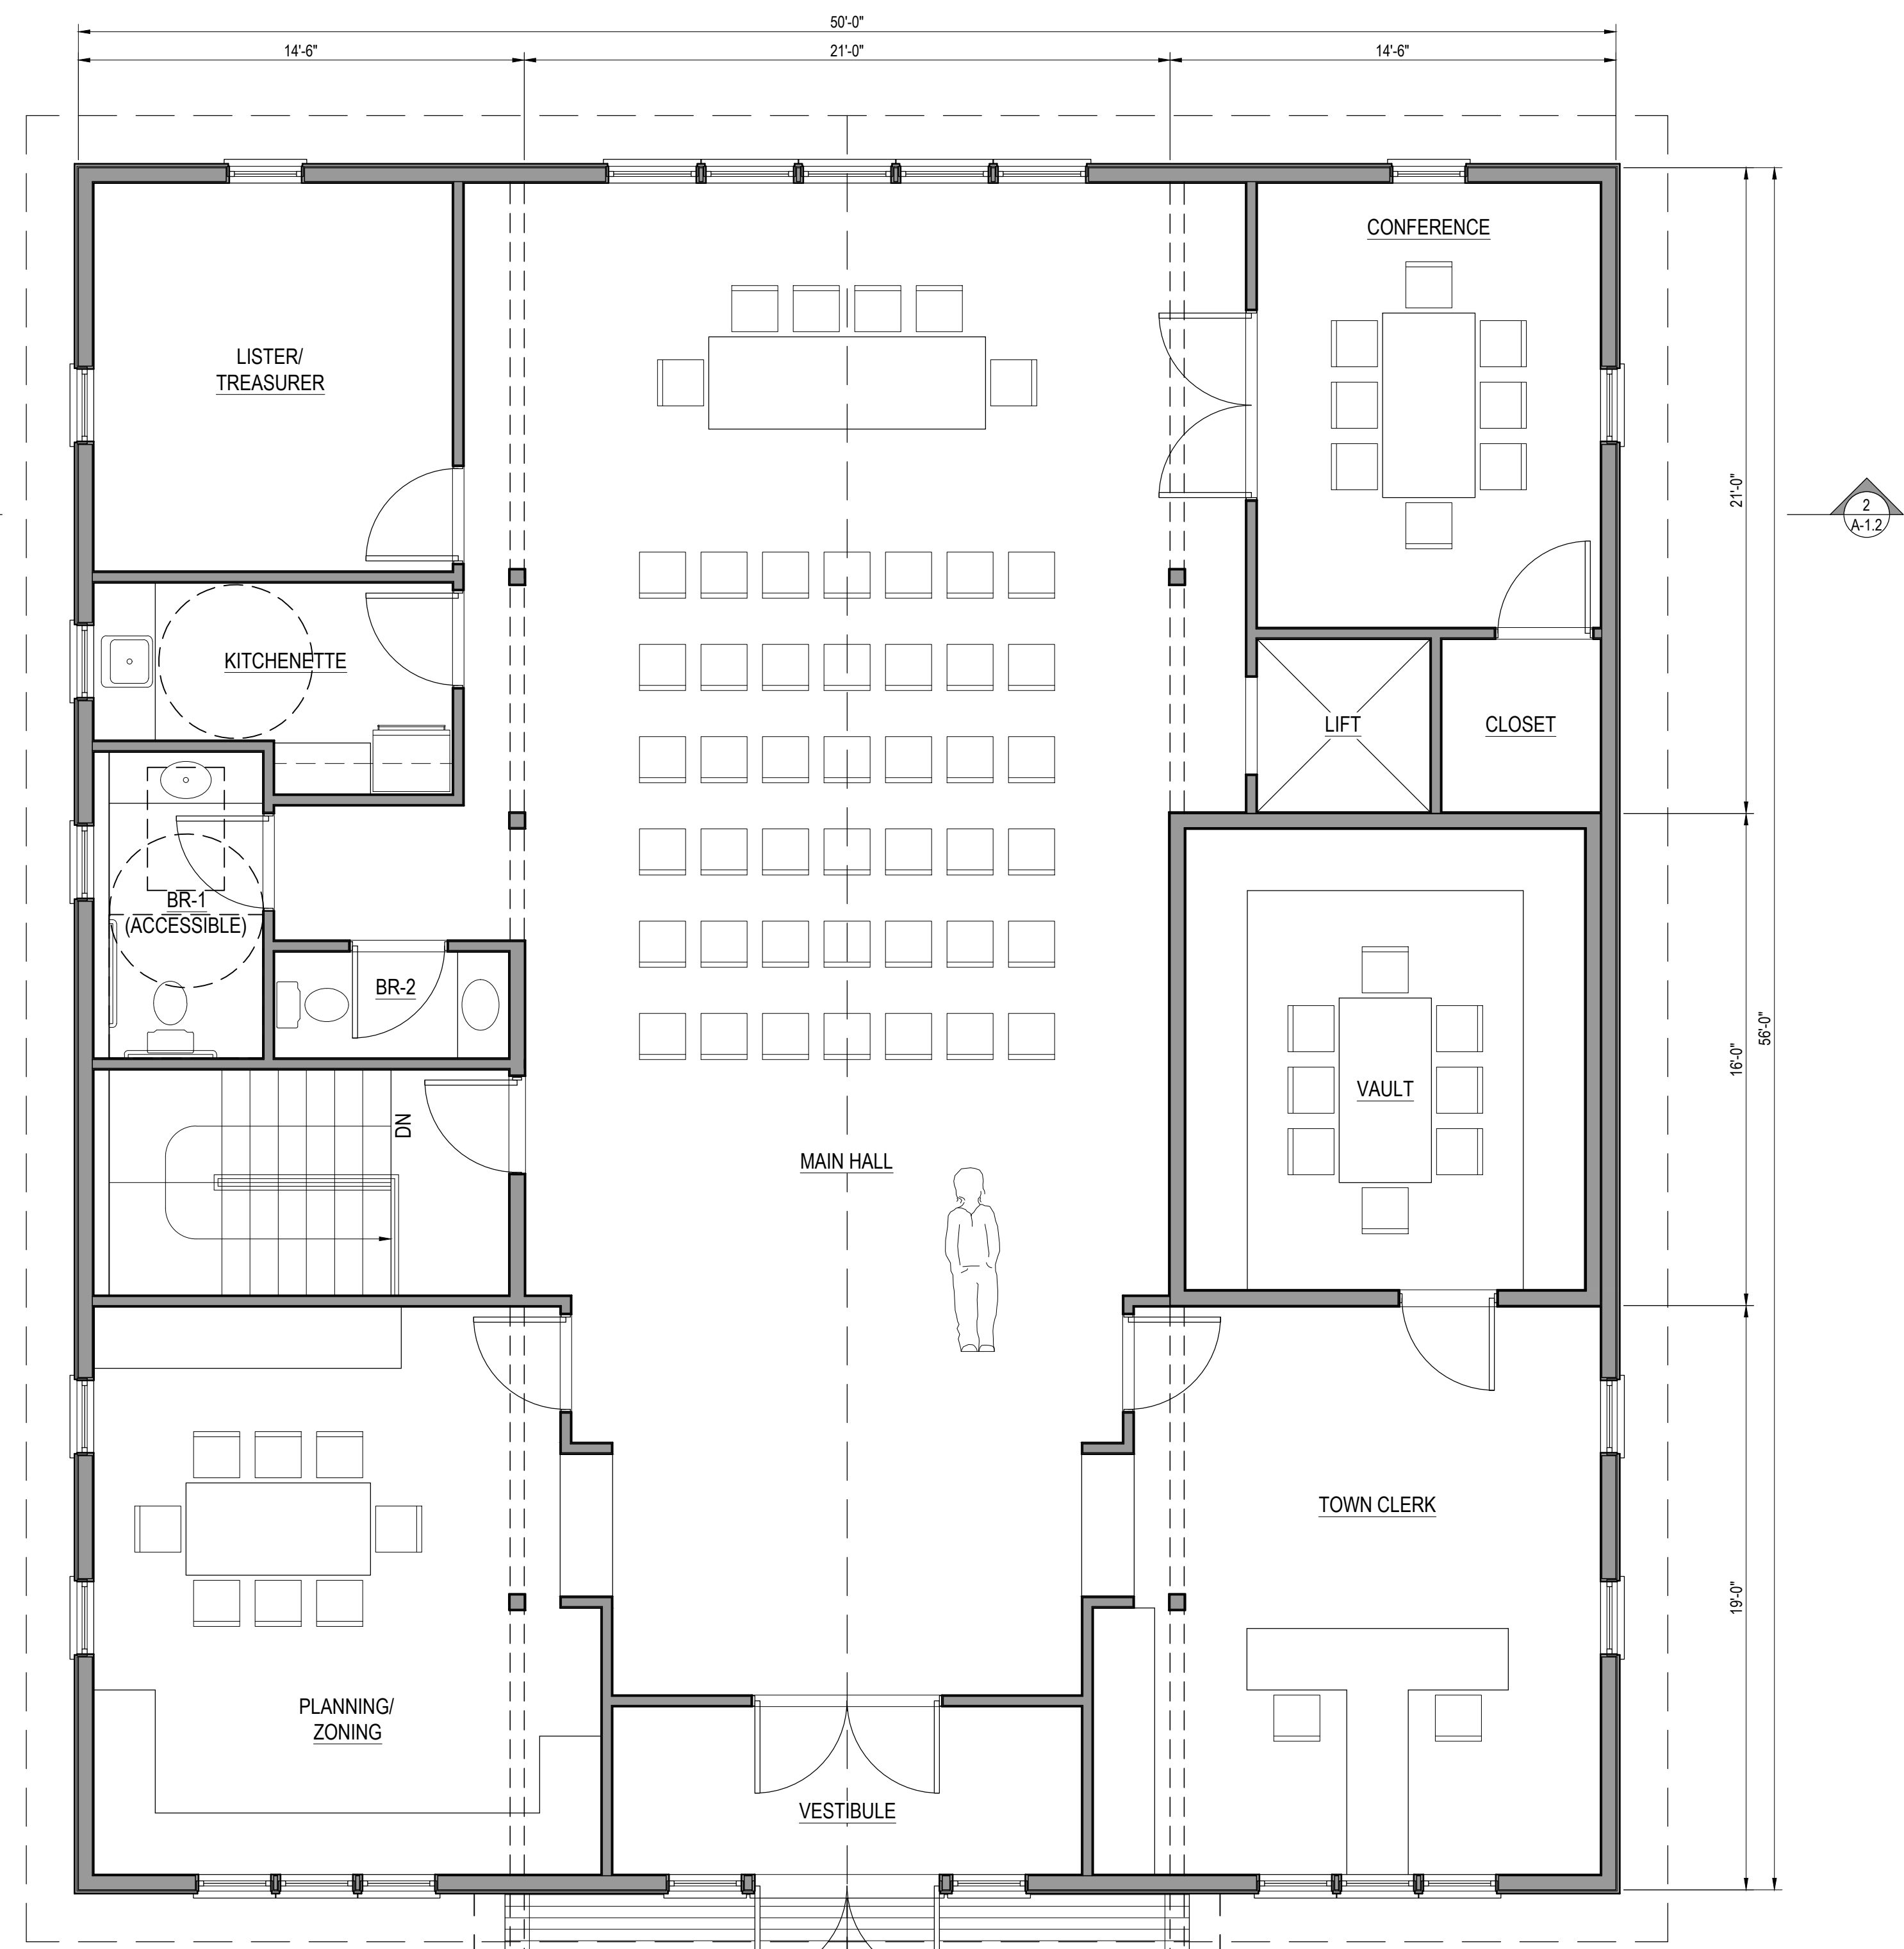 50'-0"
14'-6"
21'-0"
14'-6"
CONFERENCE
LISTER/
TREASURER
21'-0"
2
A-1.2
KITCHENETTE
LIFT
CLOSET
BR-1
(ACCESSIBLE)
BR-2
56'-0"
16'-0"
VAULT
DN
MAIN HALL
TOWN CLERK
19'-0"
PLANNING/
ZONING
VESTIBULE